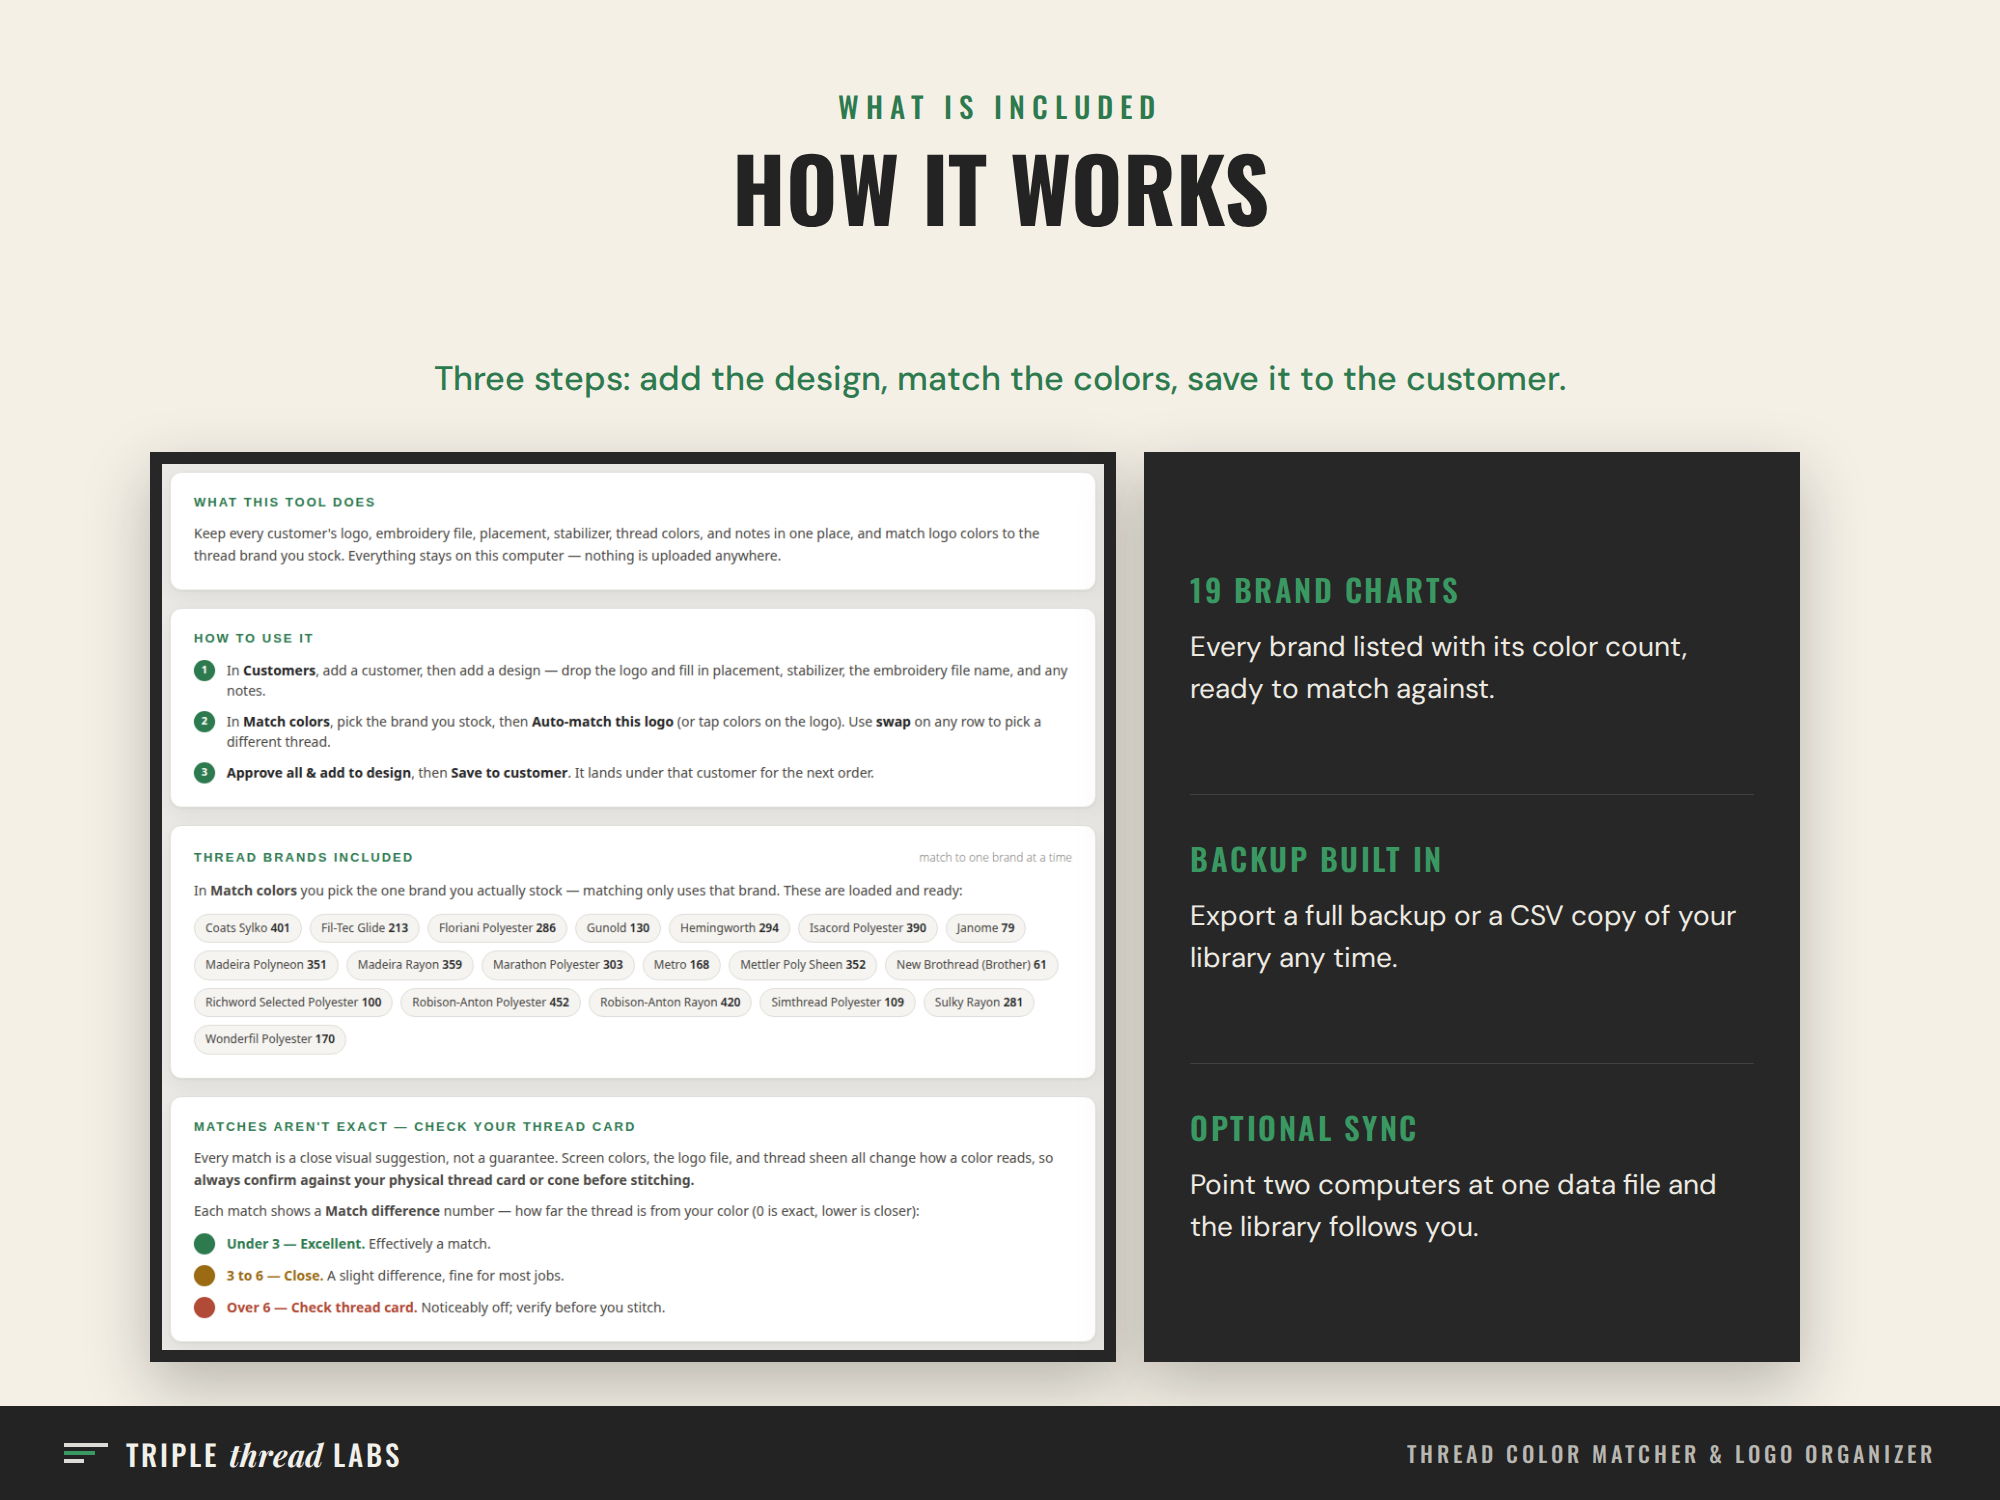 WHAT IS INCLUDED
HOW IT WORKS
Three steps: add the design, match the colors, save it to the customer.
WHAT THIS TOOL DOES
Keep every customer's logo, embroidery file, placement, stabilizer, thread colors, and notes in one place, and match logo colors to the
thread brand you stock. Everything stays on this computer — nothing is uploaded anywhere.
HOW TO USE IT
1 In Customers, add a customer, then add a design — drop the logo and fill in placement, stabilizer, the embroidery file name, and any
notes.
2 In Match colors, pick the brand you stock, then Auto-match this logo (or tap colors on the logo). Use swap on any row to pick a
different thread.
3 Approve all & add to design, then Save to customer. It lands under that customer for the next order.
THREAD BRANDS INCLUDED match to one brand at a time
In Match colors you pick the one brand you actually stock — matching only uses that brand. These are loaded and ready:
Coats Sylko 401 Fil-Tec Glide 213 Floriani Polyester 286 Gunold 130 Hemingworth 294 Isacord Polyester 390 Janome 79
Madeira Polyneon 351 Madeira Rayon 359 Marathon Polyester 303 Metro 168 Mettler Poly Sheen 352 New Brothread (Brother) 61
Richword Selected Polyester 100 Robison-Anton Polyester 452 Robison-Anton Rayon 420 Simthread Polyester 109 Sulky Rayon 281
Wonderfil Polyester 170
MATCHES AREN'T EXACT — CHECK YOUR THREAD CARD
Every match is a close visual suggestion, not a guarantee. Screen colors, the logo file, and thread sheen all change how a color reads, so
always confirm against your physical thread card or cone before stitching.
Each match shows a Match difference number — how far the thread is from your color (0 is exact, lower is closer):
Under 3 — Excellent. Effectively a match.
3 to 6 — Close. A slight difference, fine for most jobs.
Over 6 — Check thread card. Noticeably off; verify before you stitch.
19 BRAND CHARTS
Every brand listed with its color count,
ready to match against.
BACKUP BUILT IN
Export a full backup or a CSV copy of your
library any time.
OPTIONAL SYNC
Point two computers at one data file and
the library follows you.
TRIPLE thread LABS
THREAD COLOR MATCHER & LOGO ORGANIZER